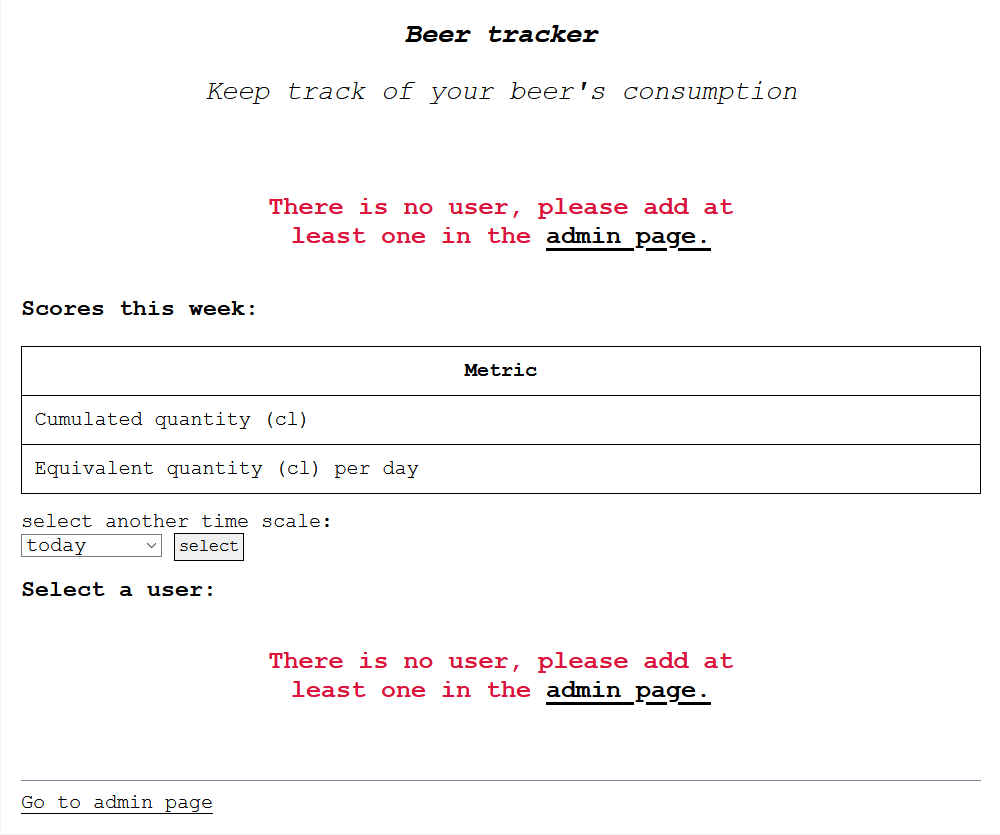 Beer tracker
Keep track of your beer's consumption
There is no user, please add at
least one in the admin page.
Scores this week:
Metric
Cumulated quantity (cl)
Equivalent quantity (cl) per day
select another time scale:
today select
Select a user:
There is no user, please add at
least one in the admin page.
Go to admin page